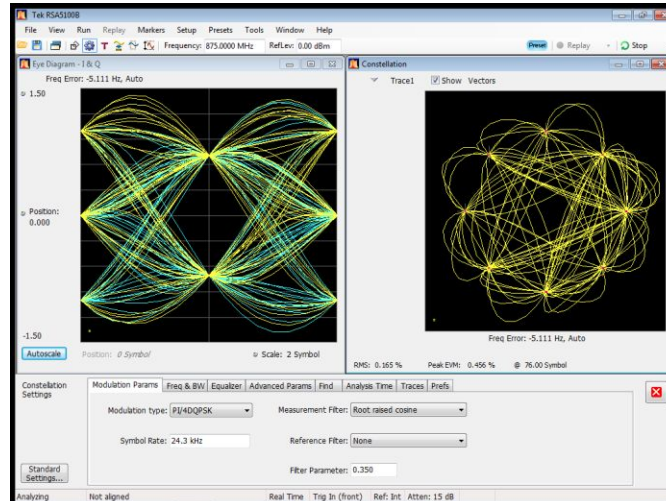 Tek RSA5100B
File View Run Replay Markers Setup Presets Tools Window Help
Frequency: 875.0000 MHz RefLev: 0.00 dBm Preset Replay Stop
Eye Diagram - I & Q
Freq Error: -5.111 Hz, Auto
1.50
Position:
0.000
-1.50
Autoscale Position: 0 Symbol Scale: 2 Symbol
Constellation
Trace1 Show Vectors
Freq Error: -5.111 Hz, Auto
RMS: 0.165 % Peak EVM: 0.456 % @ 76.00 Symbol
Constellation
Settings
Modulation Params Freq & BW Equalizer Advanced Params Find Analysis Time Traces Prefs
Modulation type: PI/4DQPSK Measurement Filter: Root raised cosine
Symbol Rate: 24.3 kHz Reference Filter: None
Filter Parameter: 0.350
Standard
Settings...
Analyzing Not aligned Real Time Trig In (front) Ref: Int Atten: 15 dB